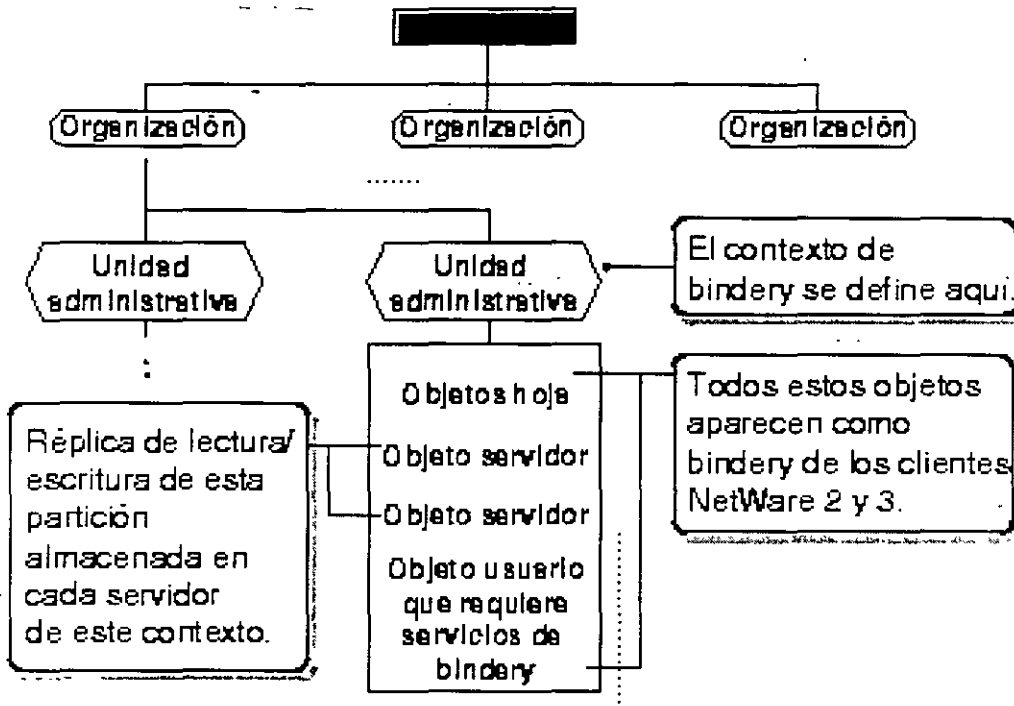 Organización
Organización
Organización
Unidad
administrativa
Unidad
administrativa
El contexto de
bindery se define aquí.
Objetos hoja
Objeto servidor
Objeto servidor
Objeto usuario
que requiere
servicios de
bindery
Todos estos objetos
aparecen como
bindery de los clientes
NetWare 2 y 3.
Réplica de lectura/
escritura de esta
partición
almacenada en
cada servidor
de este contexto.